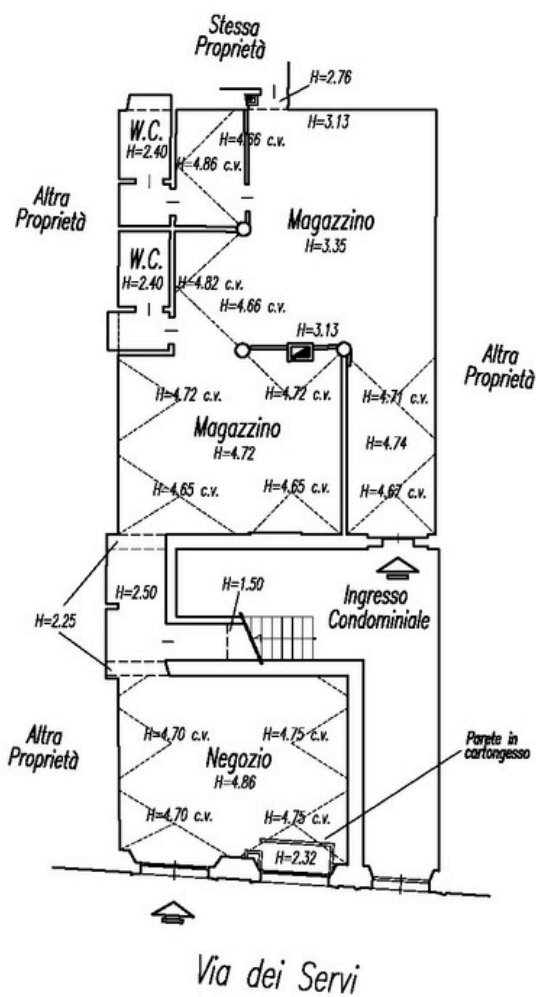 Stessa
Proprietà
H=2.76
H=3.13
W.C.
H=2.40
H=4.66 c.v.
H=4.86 c.v.
Altra
Proprietà
Magazzino
H=3.35
W.C.
H=2.40
H=4.82 c.v.
H=4.66 c.v.
H=3.13
Altra
Proprietà
H=4.72 c.v.
H=4.72 c.v.
H=4.71 c.v.
Magazzino
H=4.72
H=4.74
H=4.65 c.v.
H=4.65 c.v.
H=4.67 c.v.
H=2.50
H=1.50
H=2.25
Ingresso
Condominiale
Altra
Proprietà
H=4.70 c.v.
H=4.75 c.v.
Parete in
cartongesso
Negozio
H=4.86
H=4.70 c.v.
H=4.75 c.v.
H=2.32
Via dei Servi